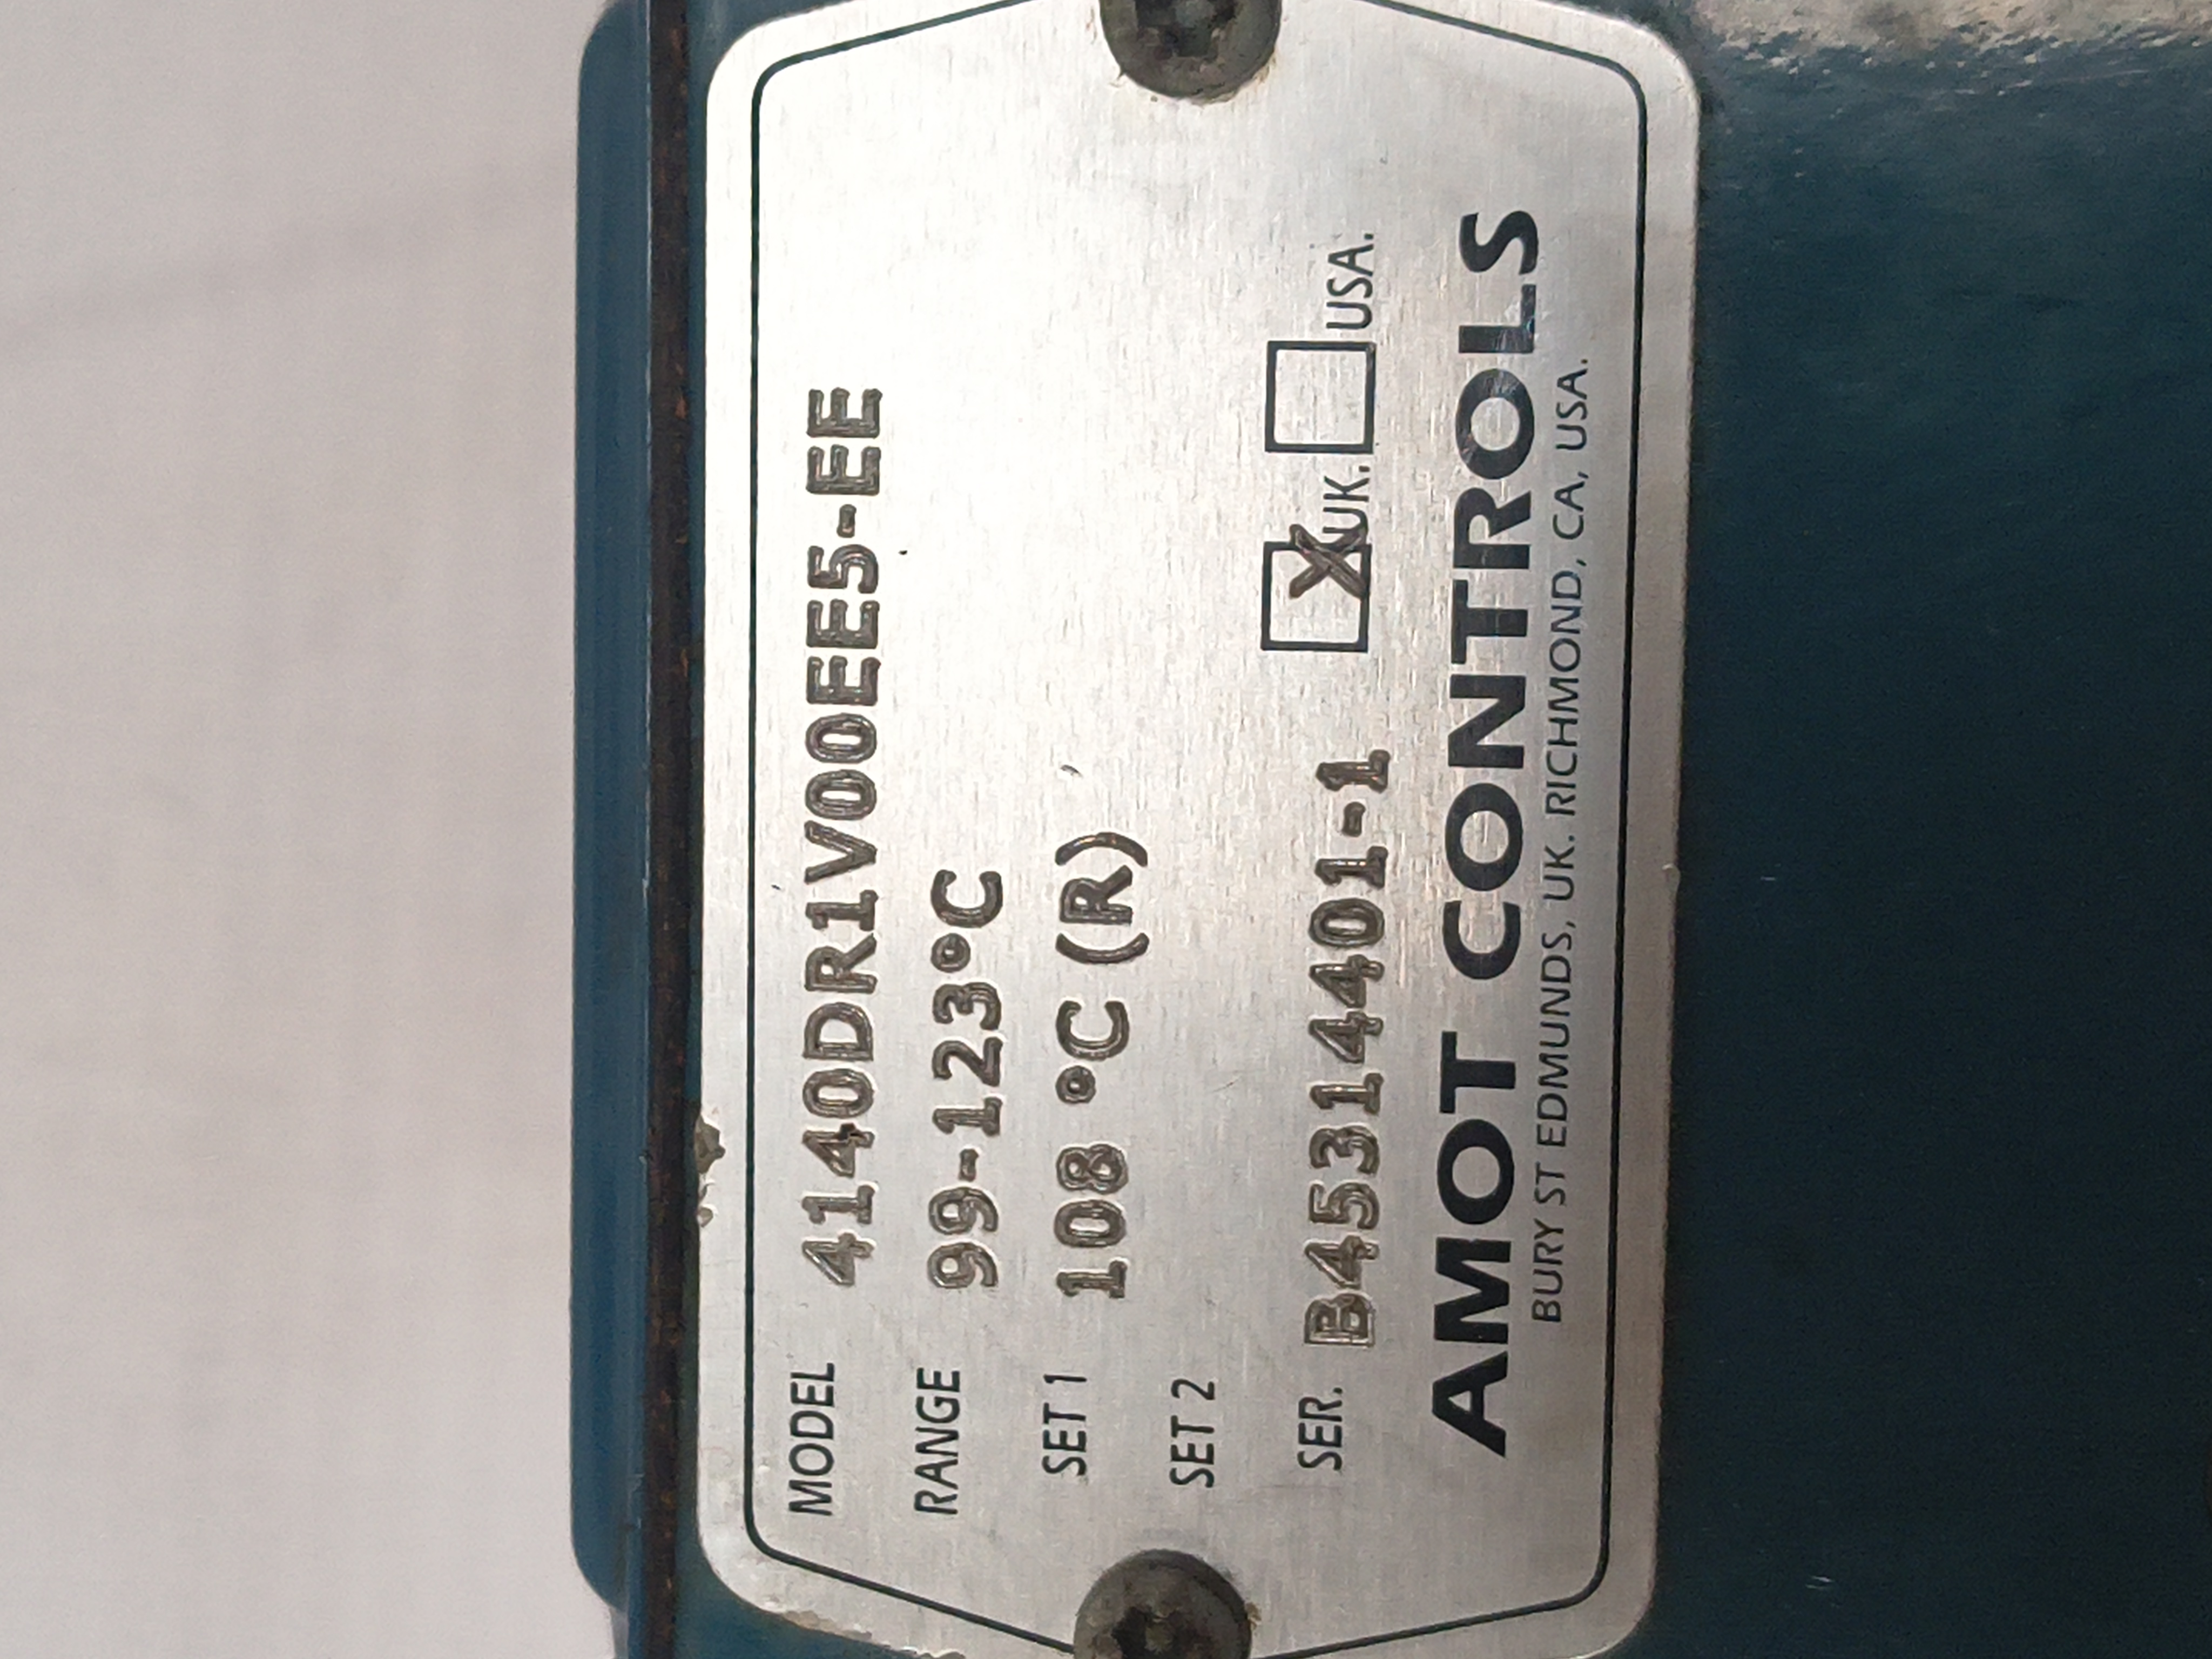 MODEL 4140DR1V00EE5-EE
RANGE 99-123°C
SET 1 108 °C (R)
SET 2
SER. B45314401-1 X UK. USA.
AMOT CONTROLS
BURY ST EDMUNDS, UK. RICHMOND, CA, USA.